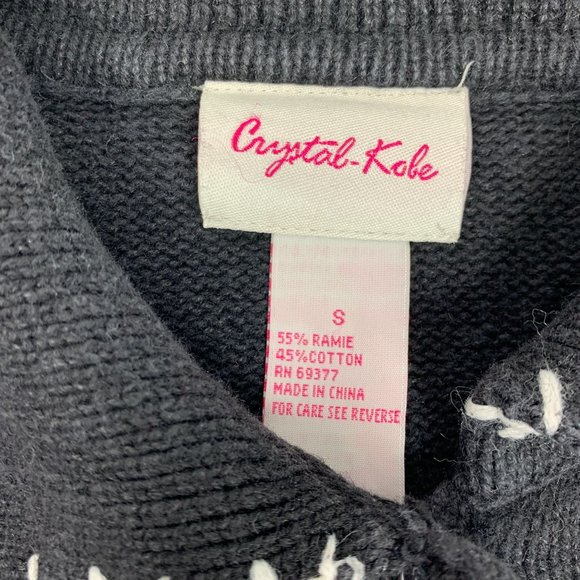 Crystal-Kobe
S
55% RAMIE
45%COTTON
RN 69377
MADE IN CHINA
FOR CARE SEE REVERSE